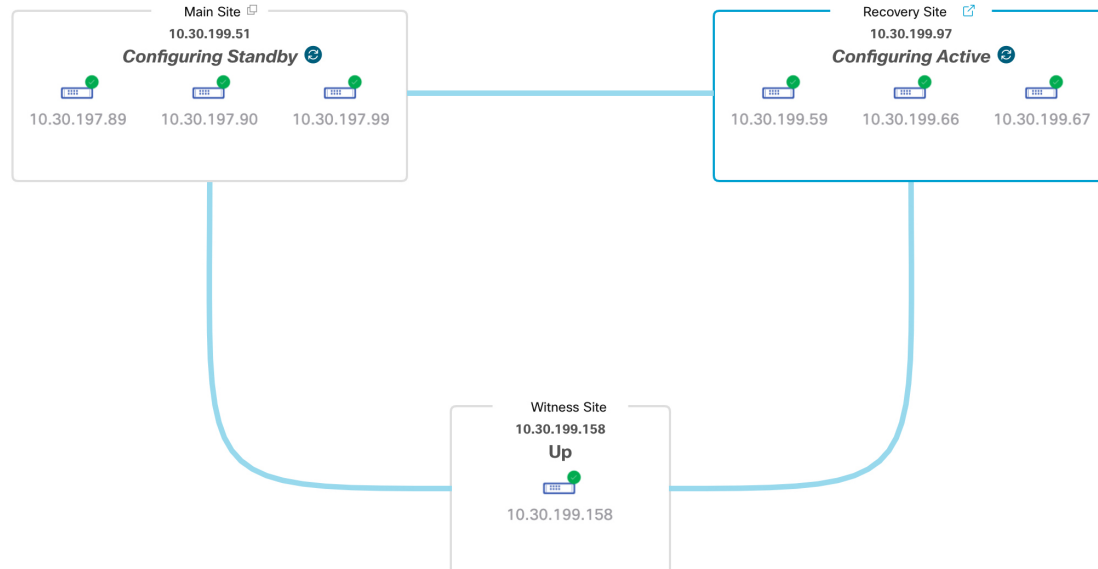 Main Site
10.30.199.51
Configuring Standby
10.30.197.89 10.30.197.90 10.30.197.99
Recovery Site
10.30.199.97
Configuring Active
10.30.199.59 10.30.199.66 10.30.199.67
Witness Site
10.30.199.158
Up
10.30.199.158